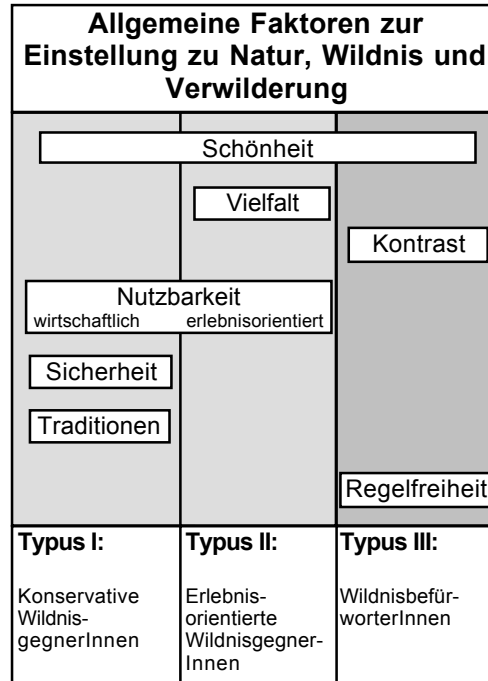 Allgemeine Faktoren zur
Einstellung zu Natur, Wildnis und
Verwilderung
Schönheit
Vielfalt
Kontrast
Nutzbarkeit
wirtschaftlich erlebnisorientiert
Sicherheit
Traditionen
Regelfreiheit
Typus I:
Konservative
Wildnis-
gegnerInnen
Typus II:
Erlebnis-
orientierte
Wildnisgegner-
Innen
Typus III:
Wildnisbefür-
worterInnen